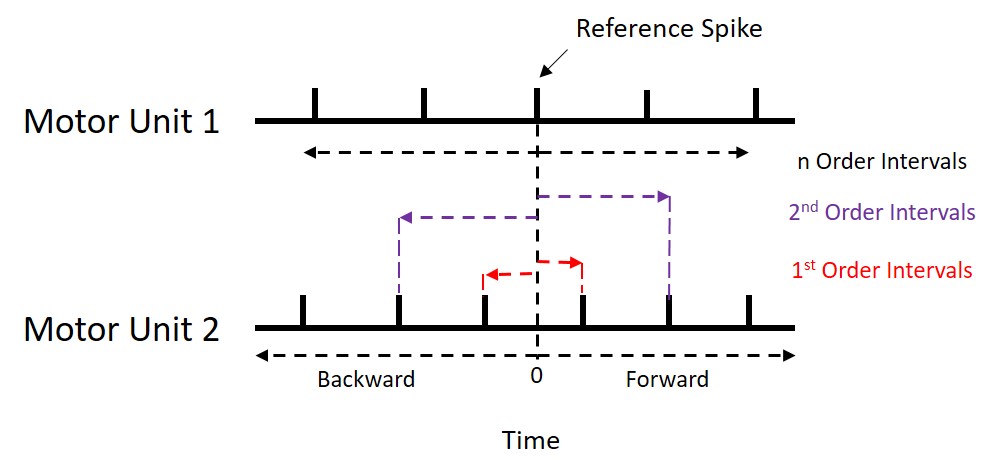 Reference Spike
Motor Unit 1
n Order Intervals
2nd Order Intervals
1st Order Intervals
Motor Unit 2
Backward
0
Forward
Time